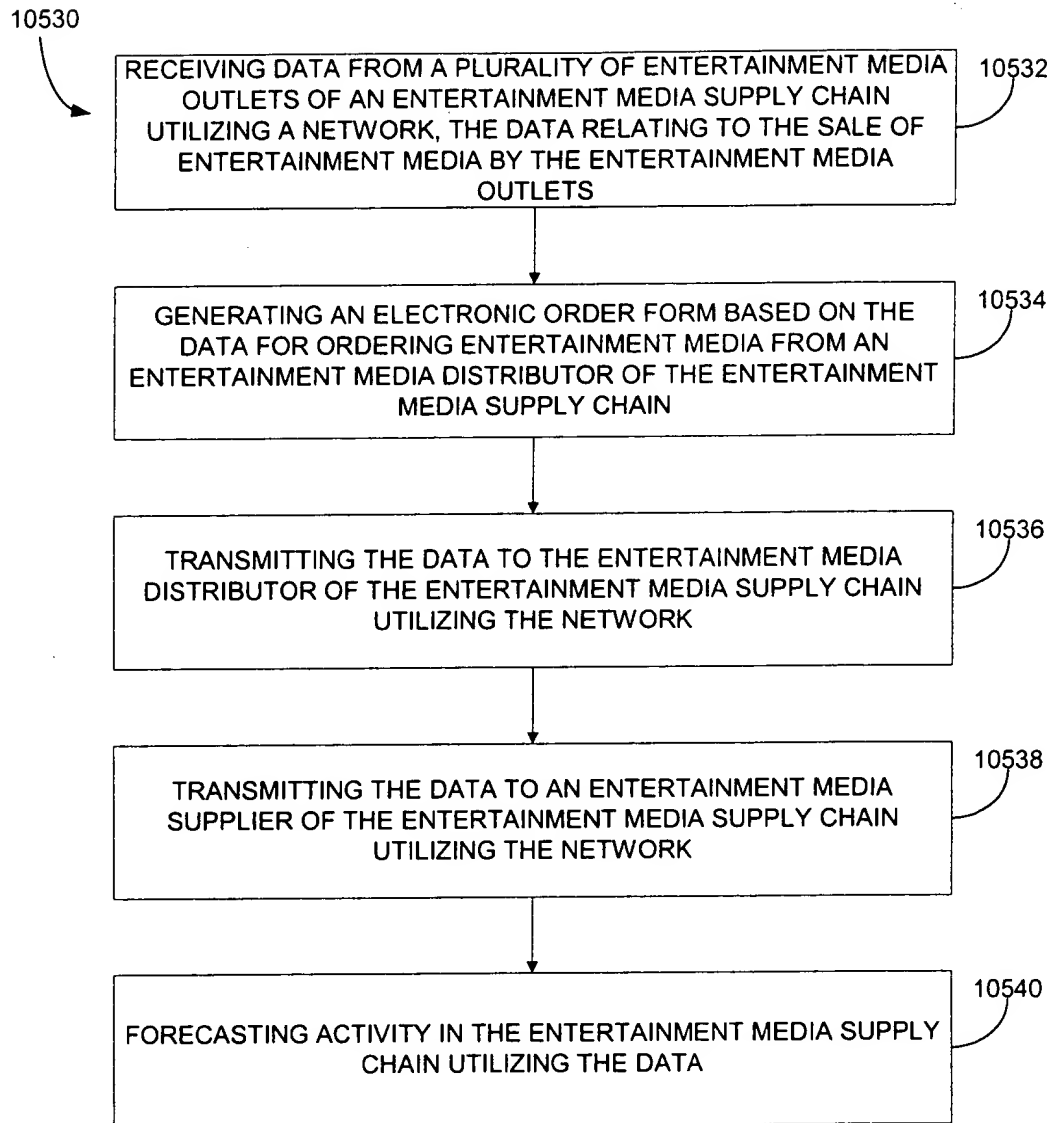 10530
RECEIVING DATA FROM A PLURALITY OF ENTERTAINMENT MEDIA
OUTLETS OF AN ENTERTAINMENT MEDIA SUPPLY CHAIN
UTILIZING A NETWORK, THE DATA RELATING TO THE SALE OF
ENTERTAINMENT MEDIA BY THE ENTERTAINMENT MEDIA
OUTLETS
10532
GENERATING AN ELECTRONIC ORDER FORM BASED ON THE
DATA FOR ORDERING ENTERTAINMENT MEDIA FROM AN
ENTERTAINMENT MEDIA DISTRIBUTOR OF THE ENTERTAINMENT
MEDIA SUPPLY CHAIN
10534
TRANSMITTING THE DATA TO THE ENTERTAINMENT MEDIA
DISTRIBUTOR OF THE ENTERTAINMENT MEDIA SUPPLY CHAIN
UTILIZING THE NETWORK
10536
TRANSMITTING THE DATA TO AN ENTERTAINMENT MEDIA
SUPPLIER OF THE ENTERTAINMENT MEDIA SUPPLY CHAIN
UTILIZING THE NETWORK
10538
FORECASTING ACTIVITY IN THE ENTERTAINMENT MEDIA SUPPLY
CHAIN UTILIZING THE DATA
10540